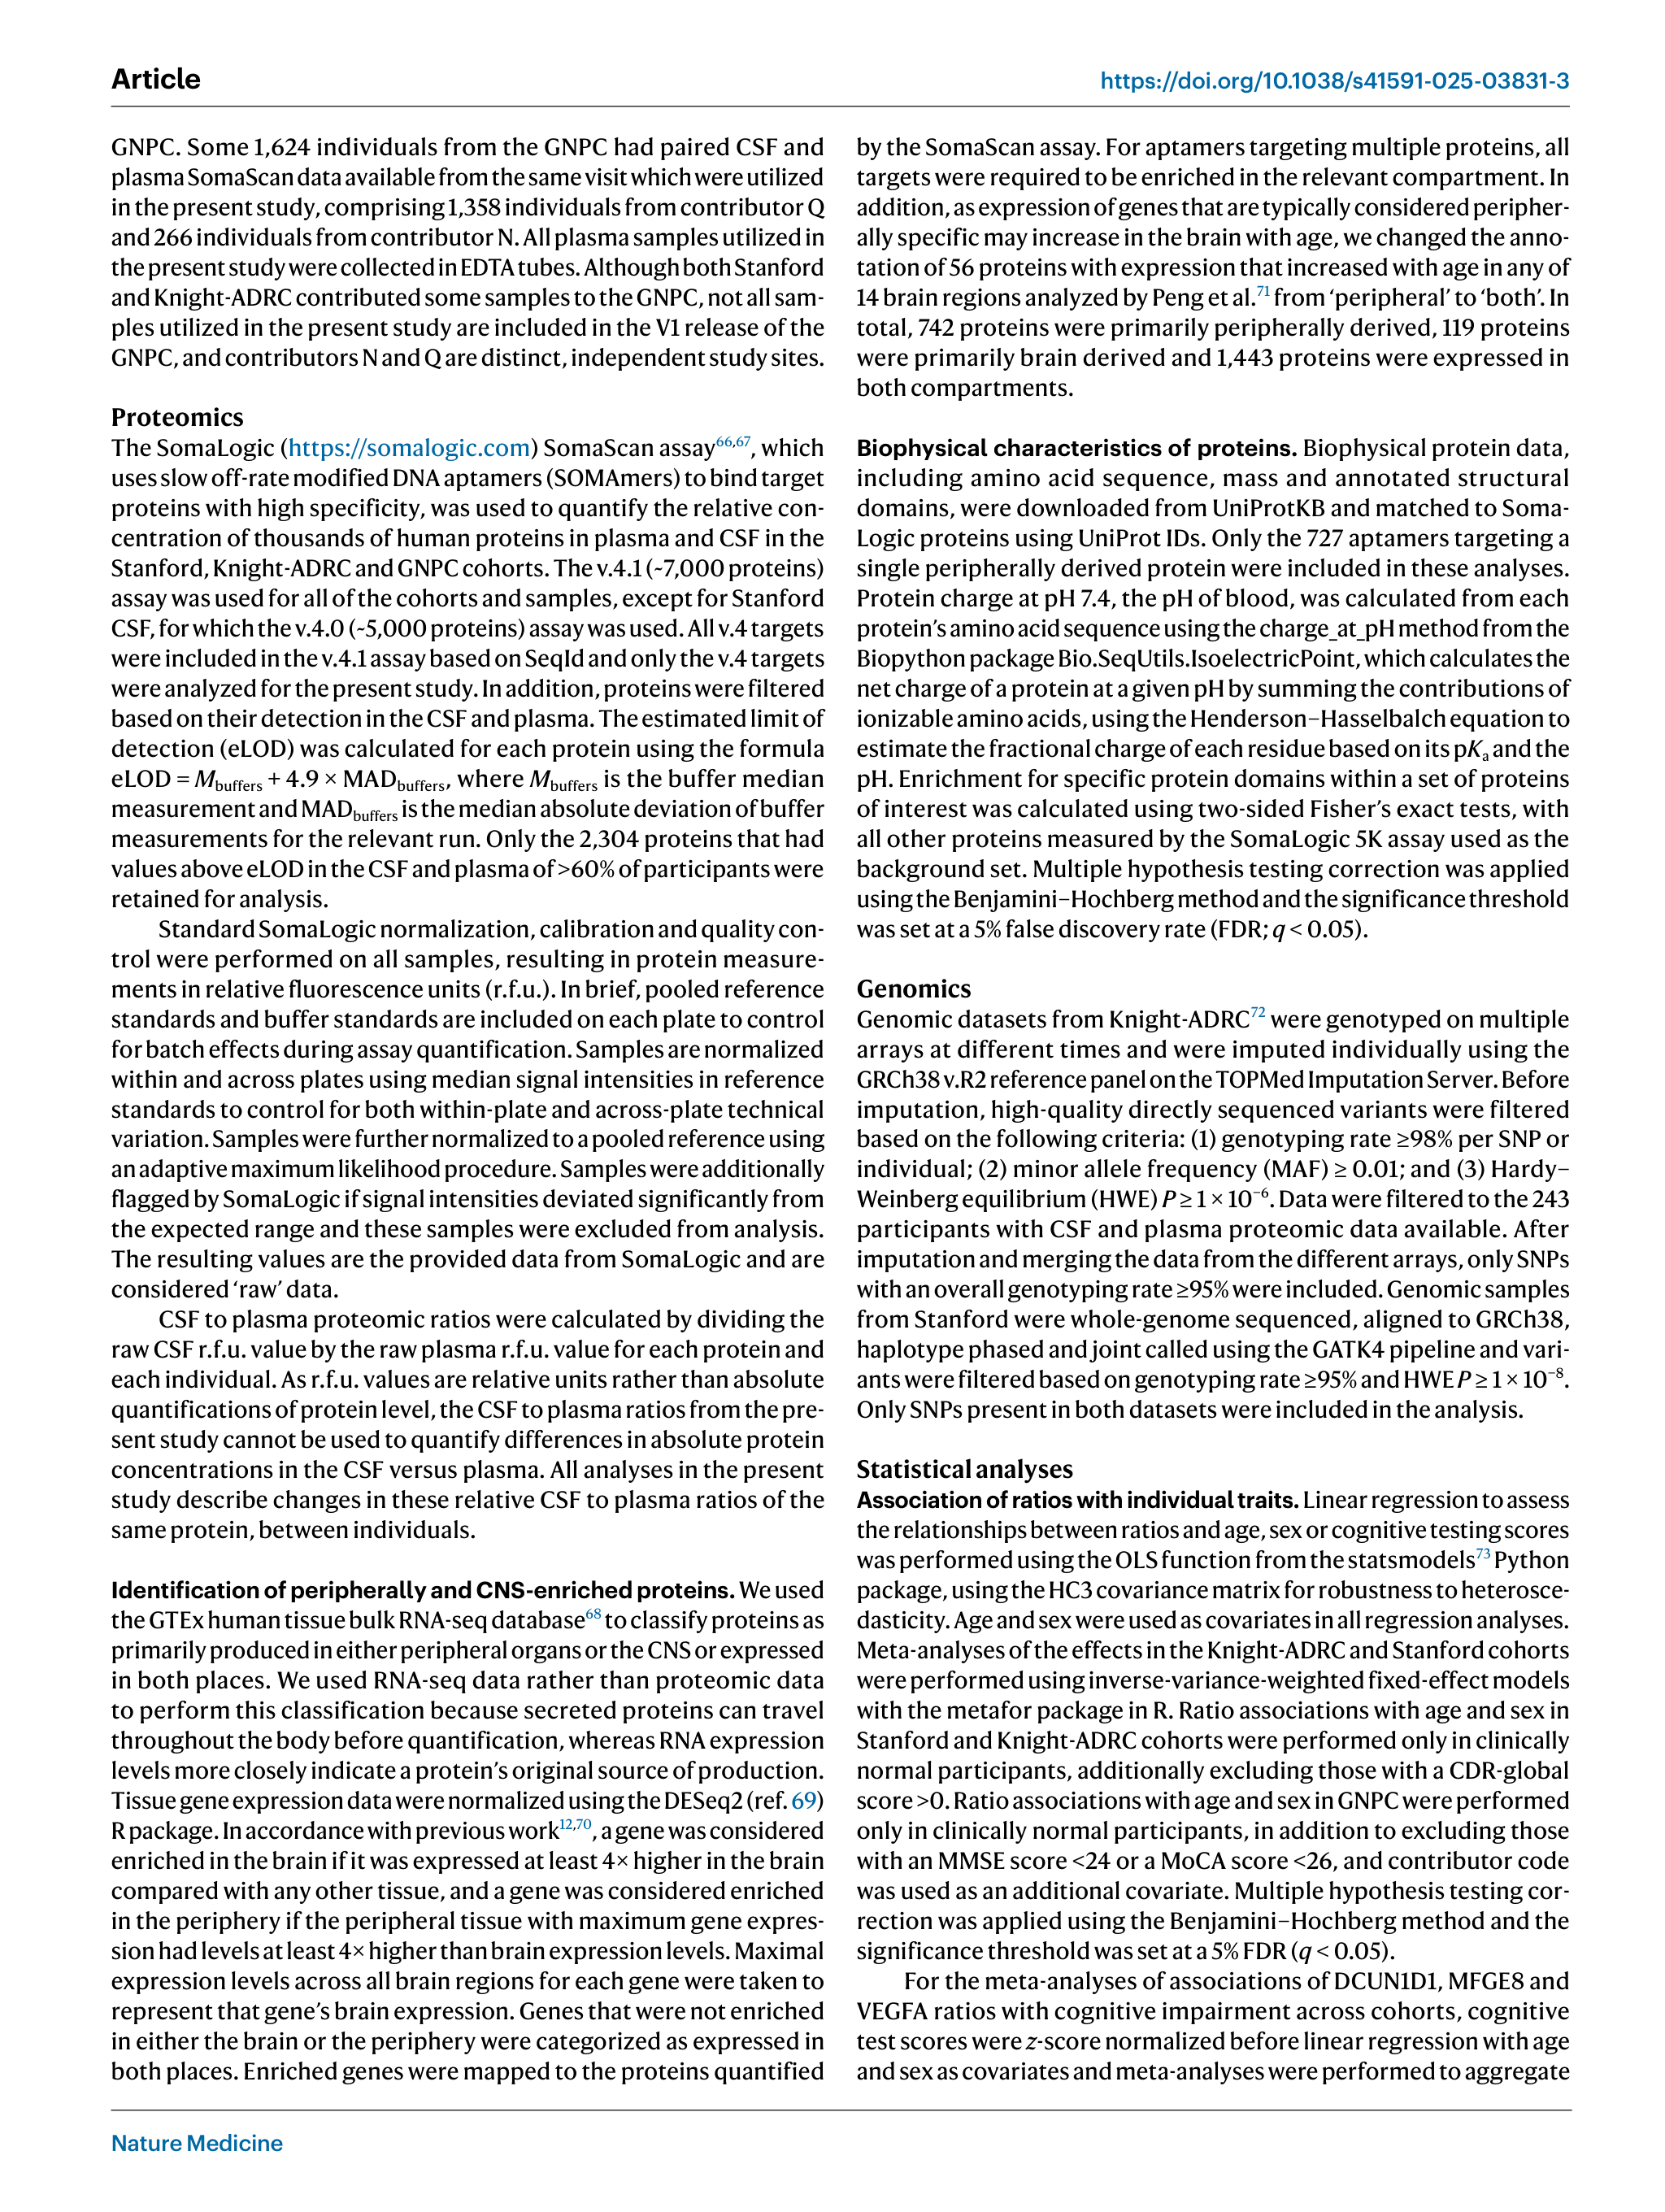 Article
https://doi.org/10.1038/s41591-025-03831-3
GNPC. Some 1,624 individuals from the GNPC had paired CSF and
plasma SomaScan data available from the same visit which were utilized
in the present study, comprising 1,358 individuals from contributor Q
and 266 individuals from contributor N. All plasma samples utilized in
the present study were collected in EDTA tubes. Although both Stanford
and Knight-ADRC contributed some samples to the GNPC, not all sam-
ples utilized in the present study are included in the V1 release of the
GNPC, and contributors N and Q are distinct, independent study sites.
Proteomics
The SomaLogic (https://somalogic.com) SomaScan assay66,67, which
uses slow off-rate modified DNA aptamers (SOMAmers) to bind target
proteins with high specificity, was used to quantify the relative con-
centration of thousands of human proteins in plasma and CSF in the
Stanford, Knight-ADRC and GNPC cohorts. The v.4.1 (~7,000 proteins)
assay was used for all of the cohorts and samples, except for Stanford
CSF, for which the v.4.0 (~5,000 proteins) assay was used. All v.4 targets
were included in the v.4.1 assay based on SeqId and only the v.4 targets
were analyzed for the present study. In addition, proteins were filtered
based on their detection in the CSF and plasma. The estimated limit of
detection (eLOD) was calculated for each protein using the formula
eLOD = Mbuffers + 4.9 × MADbuffers, where Mbuffers is the buffer median
measurement and MADbuffers is the median absolute deviation of buffer
measurements for the relevant run. Only the 2,304 proteins that had
values above eLOD in the CSF and plasma of >60% of participants were
retained for analysis.
Standard SomaLogic normalization, calibration and quality con-
trol were performed on all samples, resulting in protein measure-
ments in relative fluorescence units (r.f.u.). In brief, pooled reference
standards and buffer standards are included on each plate to control
for batch effects during assay quantification. Samples are normalized
within and across plates using median signal intensities in reference
standards to control for both within-plate and across-plate technical
variation. Samples were further normalized to a pooled reference using
an adaptive maximum likelihood procedure. Samples were additionally
flagged by SomaLogic if signal intensities deviated significantly from
the expected range and these samples were excluded from analysis.
The resulting values are the provided data from SomaLogic and are
considered ‘raw’ data.
CSF to plasma proteomic ratios were calculated by dividing the
raw CSF r.f.u. value by the raw plasma r.f.u. value for each protein and
each individual. As r.f.u. values are relative units rather than absolute
quantifications of protein level, the CSF to plasma ratios from the pre-
sent study cannot be used to quantify differences in absolute protein
concentrations in the CSF versus plasma. All analyses in the present
study describe changes in these relative CSF to plasma ratios of the
same protein, between individuals.
Identification of peripherally and CNS-enriched proteins. We used
the GTEx human tissue bulk RNA-seq database68 to classify proteins as
primarily produced in either peripheral organs or the CNS or expressed
in both places. We used RNA-seq data rather than proteomic data
to perform this classification because secreted proteins can travel
throughout the body before quantification, whereas RNA expression
levels more closely indicate a protein’s original source of production.
Tissue gene expression data were normalized using the DESeq2 (ref. 69)
R package. In accordance with previous work12,70, a gene was considered
enriched in the brain if it was expressed at least 4× higher in the brain
compared with any other tissue, and a gene was considered enriched
in the periphery if the peripheral tissue with maximum gene expres-
sion had levels at least 4× higher than brain expression levels. Maximal
expression levels across all brain regions for each gene were taken to
represent that gene’s brain expression. Genes that were not enriched
in either the brain or the periphery were categorized as expressed in
both places. Enriched genes were mapped to the proteins quantified
by the SomaScan assay. For aptamers targeting multiple proteins, all
targets were required to be enriched in the relevant compartment. In
addition, as expression of genes that are typically considered peripher-
ally specific may increase in the brain with age, we changed the anno-
tation of 56 proteins with expression that increased with age in any of
14 brain regions analyzed by Peng et al.71 from ‘peripheral’ to ‘both’. In
total, 742 proteins were primarily peripherally derived, 119 proteins
were primarily brain derived and 1,443 proteins were expressed in
both compartments.
Biophysical characteristics of proteins. Biophysical protein data,
including amino acid sequence, mass and annotated structural
domains, were downloaded from UniProtKB and matched to Soma-
Logic proteins using UniProt IDs. Only the 727 aptamers targeting a
single peripherally derived protein were included in these analyses.
Protein charge at pH 7.4, the pH of blood, was calculated from each
protein’s amino acid sequence using the charge_at_pH method from the
Biopython package Bio.SeqUtils.IsoelectricPoint, which calculates the
net charge of a protein at a given pH by summing the contributions of
ionizable amino acids, using the Henderson–Hasselbalch equation to
estimate the fractional charge of each residue based on its pKa and the
pH. Enrichment for specific protein domains within a set of proteins
of interest was calculated using two-sided Fisher’s exact tests, with
all other proteins measured by the SomaLogic 5K assay used as the
background set. Multiple hypothesis testing correction was applied
using the Benjamini–Hochberg method and the significance threshold
was set at a 5% false discovery rate (FDR; q < 0.05).
Genomics
Genomic datasets from Knight-ADRC72 were genotyped on multiple
arrays at different times and were imputed individually using the
GRCh38 v.R2 reference panel on the TOPMed Imputation Server. Before
imputation, high-quality directly sequenced variants were filtered
based on the following criteria: (1) genotyping rate ≥98% per SNP or
individual; (2) minor allele frequency (MAF) ≥ 0.01; and (3) Hardy–
Weinberg equilibrium (HWE) P ≥ 1 × 10−6. Data were filtered to the 243
participants with CSF and plasma proteomic data available. After
imputation and merging the data from the different arrays, only SNPs
with an overall genotyping rate ≥95% were included. Genomic samples
from Stanford were whole-genome sequenced, aligned to GRCh38,
haplotype phased and joint called using the GATK4 pipeline and vari-
ants were filtered based on genotyping rate ≥95% and HWE P ≥ 1 × 10−8.
Only SNPs present in both datasets were included in the analysis.
Statistical analyses
Association of ratios with individual traits. Linear regression to assess
the relationships between ratios and age, sex or cognitive testing scores
was performed using the OLS function from the statsmodels73 Python
package, using the HC3 covariance matrix for robustness to heterosce-
dasticity. Age and sex were used as covariates in all regression analyses.
Meta-analyses of the effects in the Knight-ADRC and Stanford cohorts
were performed using inverse-variance-weighted fixed-effect models
with the metafor package in R. Ratio associations with age and sex in
Stanford and Knight-ADRC cohorts were performed only in clinically
normal participants, additionally excluding those with a CDR-global
score >0. Ratio associations with age and sex in GNPC were performed
only in clinically normal participants, in addition to excluding those
with an MMSE score <24 or a MoCA score <26, and contributor code
was used as an additional covariate. Multiple hypothesis testing cor-
rection was applied using the Benjamini–Hochberg method and the
significance threshold was set at a 5% FDR (q < 0.05).
For the meta-analyses of associations of DCUN1D1, MFGE8 and
VEGFA ratios with cognitive impairment across cohorts, cognitive
test scores were z-score normalized before linear regression with age
and sex as covariates and meta-analyses were performed to aggregate
Nature Medicine